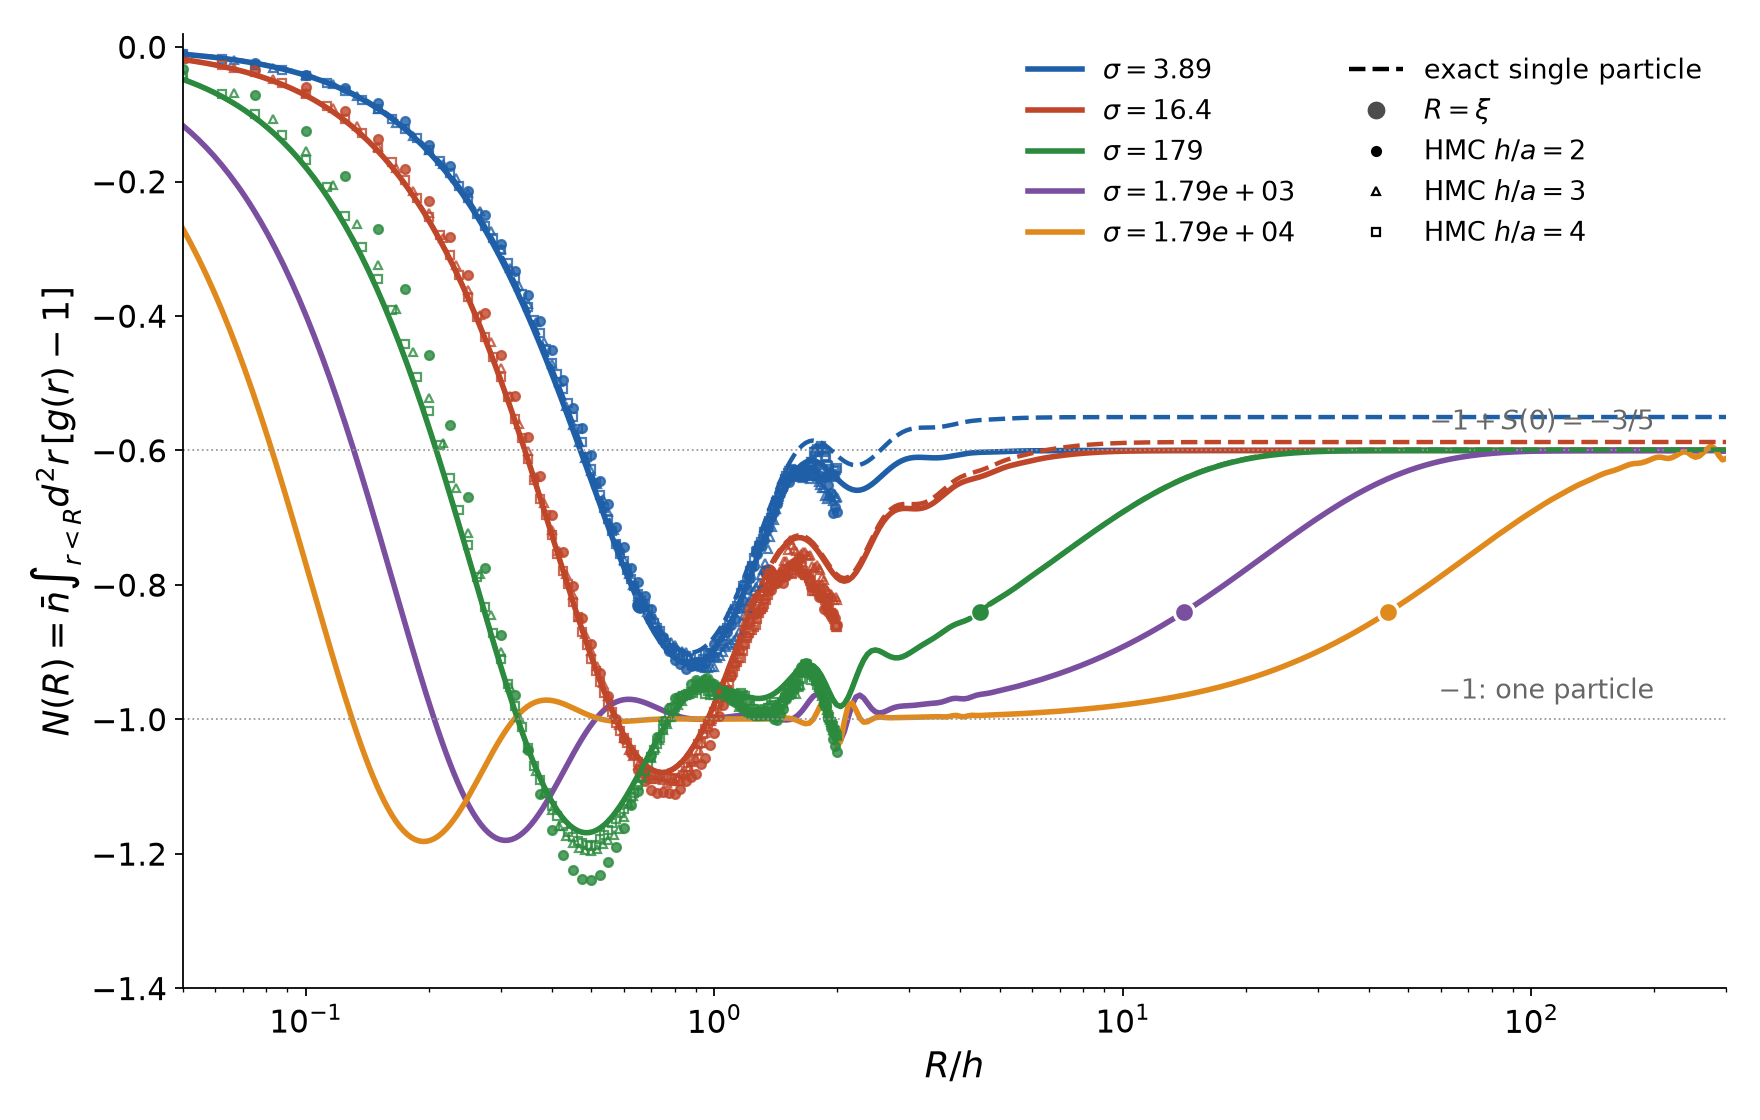 0.0
−0.2
−0.4
−0.6
−0.8
−1.0
−1.2
−1.4
N(R) = n̄ ∫_{r<R} d²r [g(r) − 1]
σ = 3.89
σ = 16.4
σ = 179
σ = 1.79e + 03
σ = 1.79e + 04
exact single particle
R = ξ
HMC h/a = 2
HMC h/a = 3
HMC h/a = 4
−1 + S(0) = −3/5
−1: one particle
10⁻¹
10⁰
10¹
10²
R/h